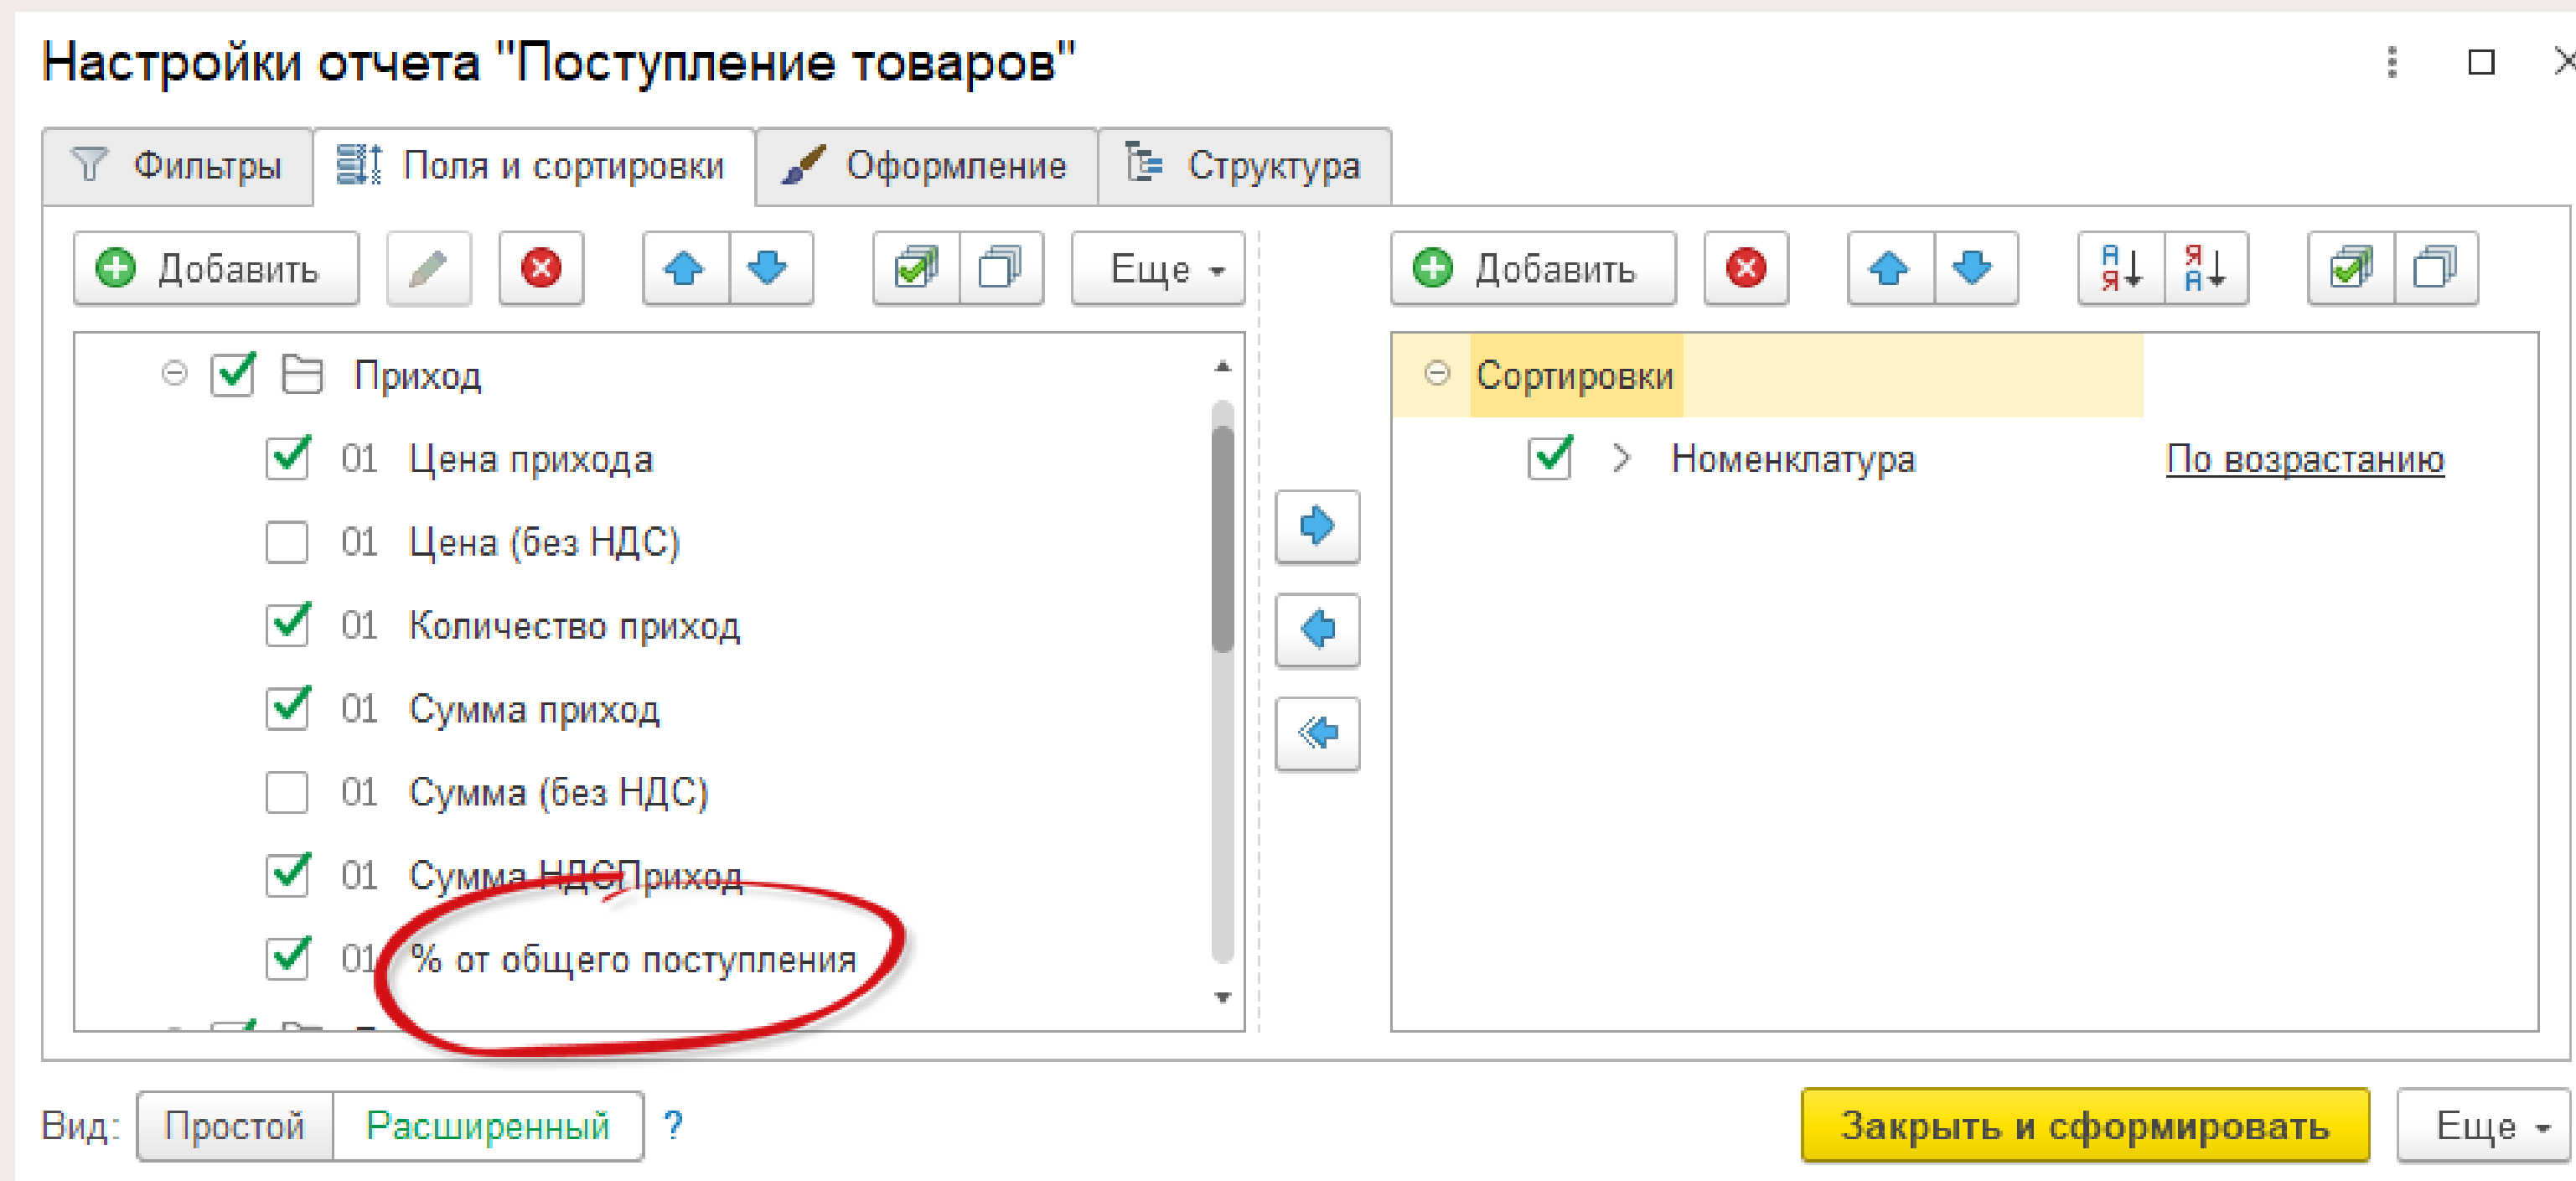 Настройки отчета "Поступление товаров"
Фильтры Поля и сортировки Оформление Структура
Добавить Еще Добавить
Приход
01 Цена прихода
01 Цена (без НДС)
01 Количество приход
01 Сумма приход
01 Сумма (без НДС)
01 Сумма НДСПриход
01 % от общего поступления
Сортировки
Номенклатура По возрастанию
Вид: Простой Расширенный ? Закрыть и сформировать Еще